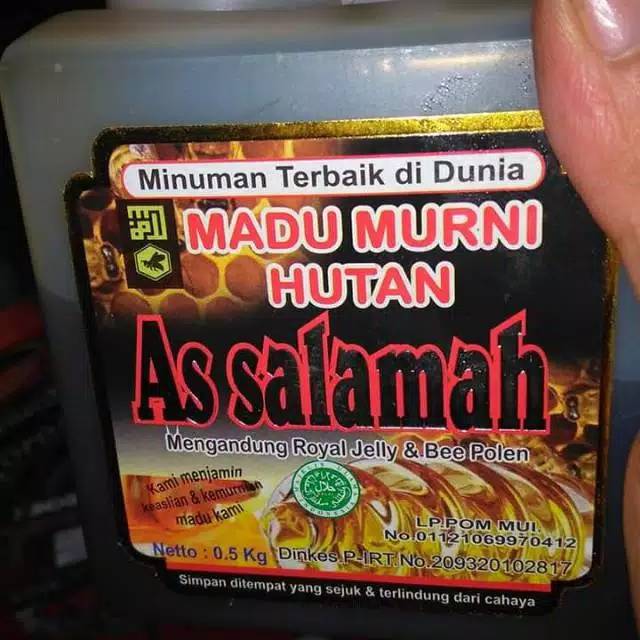 Minuman Terbaik di Dunia
MADU MURNI
HUTAN
As salamah
Mengandung Royal Jelly & Bee Polen
Kami menjamin
keaslian & kemurnian
madu kami
LP.POM MUI.
No.01121069970412
Netto : 0.5 Kg
Dinkes.P-IRT.No.209320102817
Simpan ditempat yang sejuk & terlindung dari cahaya